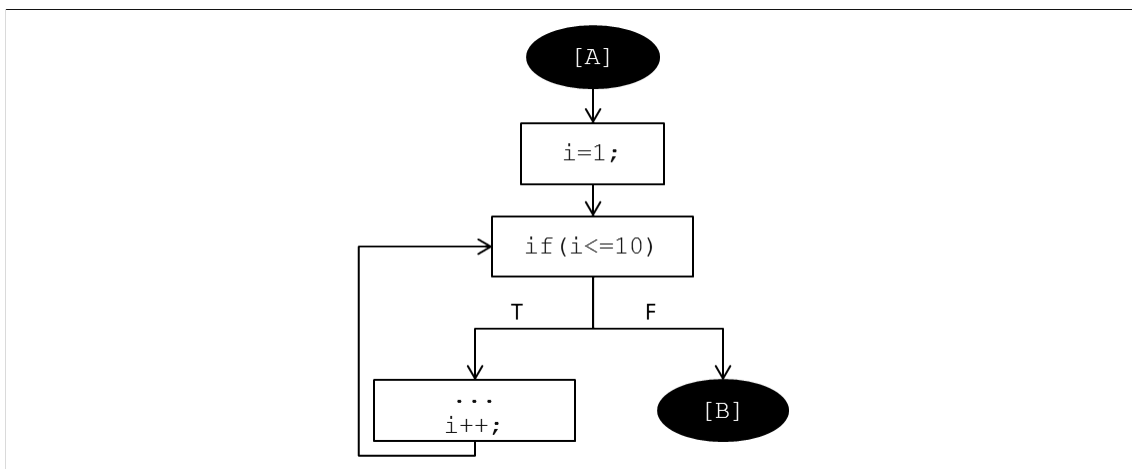 [A]
i=1;
if(i<=10)
T F
...
i++;
[B]